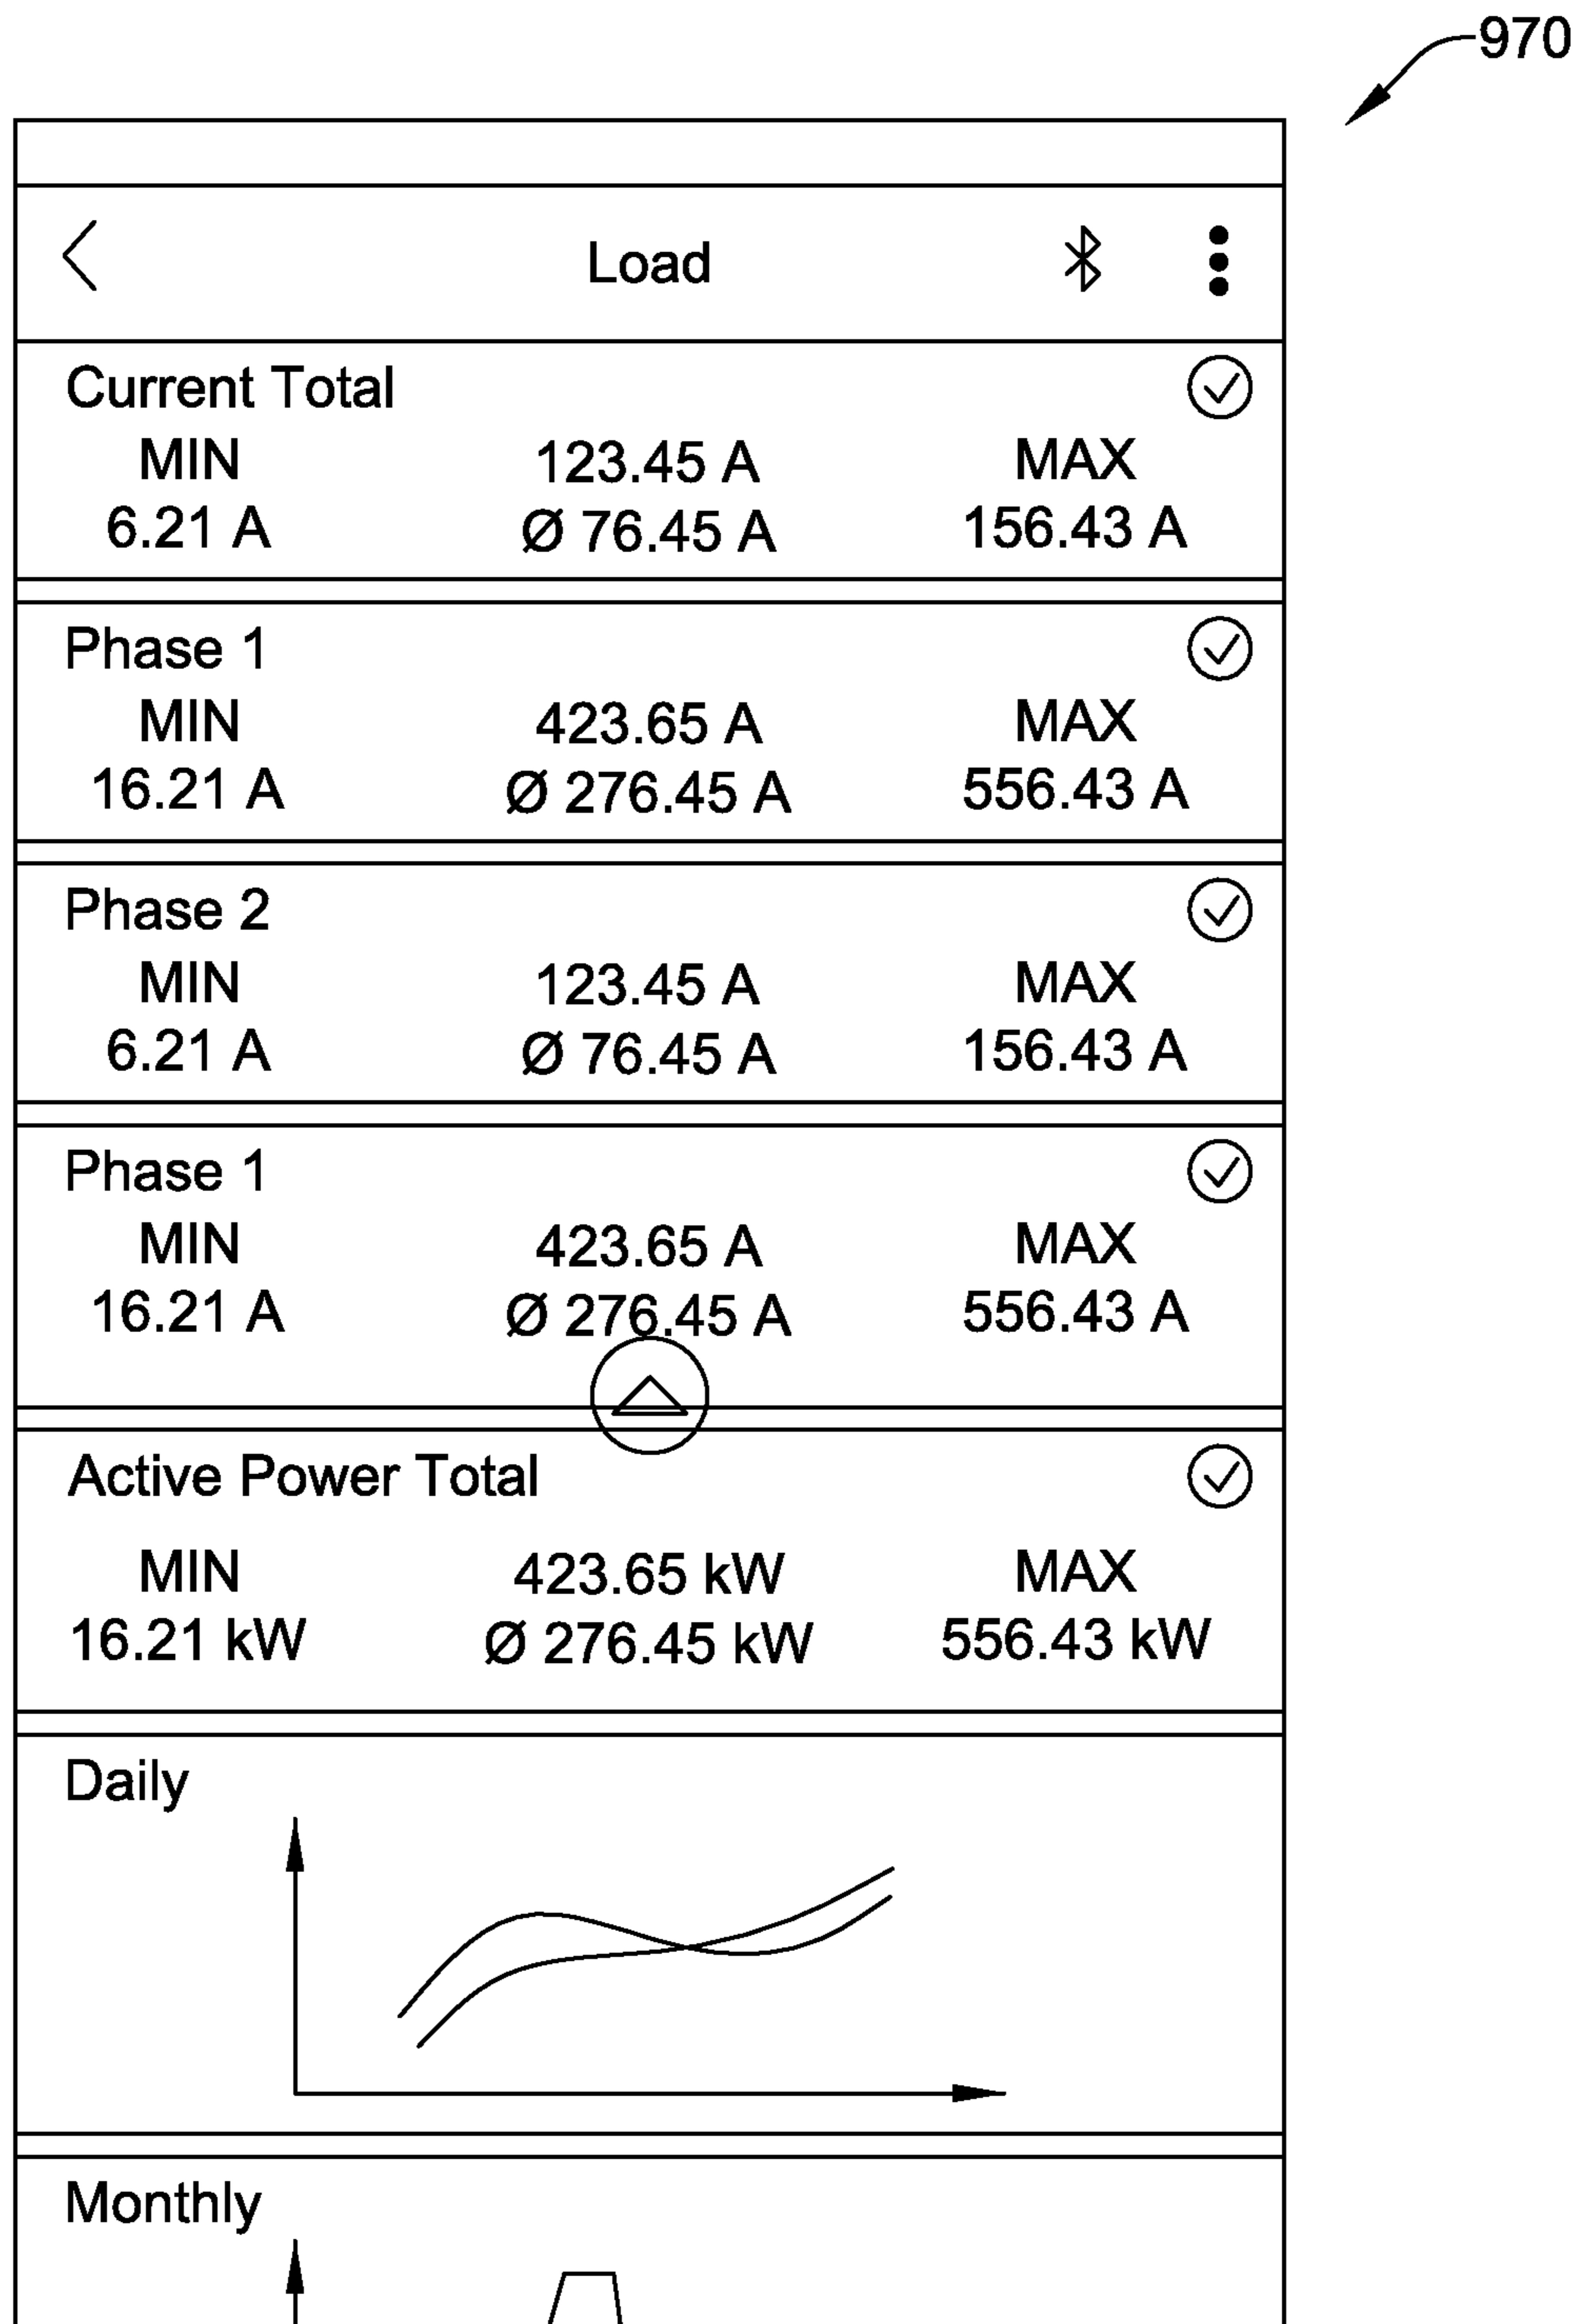 970
Load
Current Total
MIN 123.45 A MAX
6.21 A Ø 76.45 A 156.43 A
Phase 1
MIN 423.65 A MAX
16.21 A Ø 276.45 A 556.43 A
Phase 2
MIN 123.45 A MAX
6.21 A Ø 76.45 A 156.43 A
Phase 1
MIN 423.65 A MAX
16.21 A Ø 276.45 A 556.43 A
Active Power Total
MIN 423.65 kW MAX
16.21 kW Ø 276.45 kW 556.43 kW
Daily
Monthly